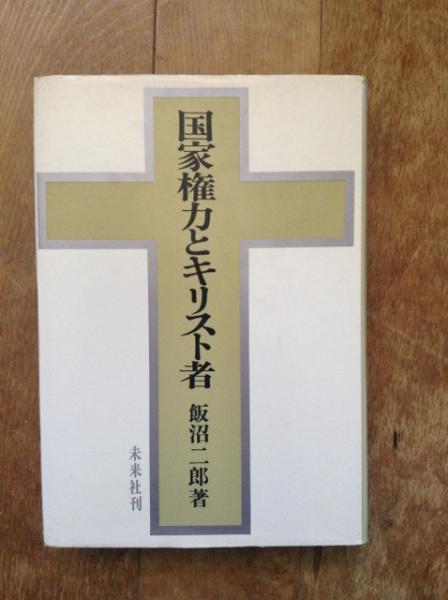 国家権力とキリスト者
飯沼二郎著
未来社刊